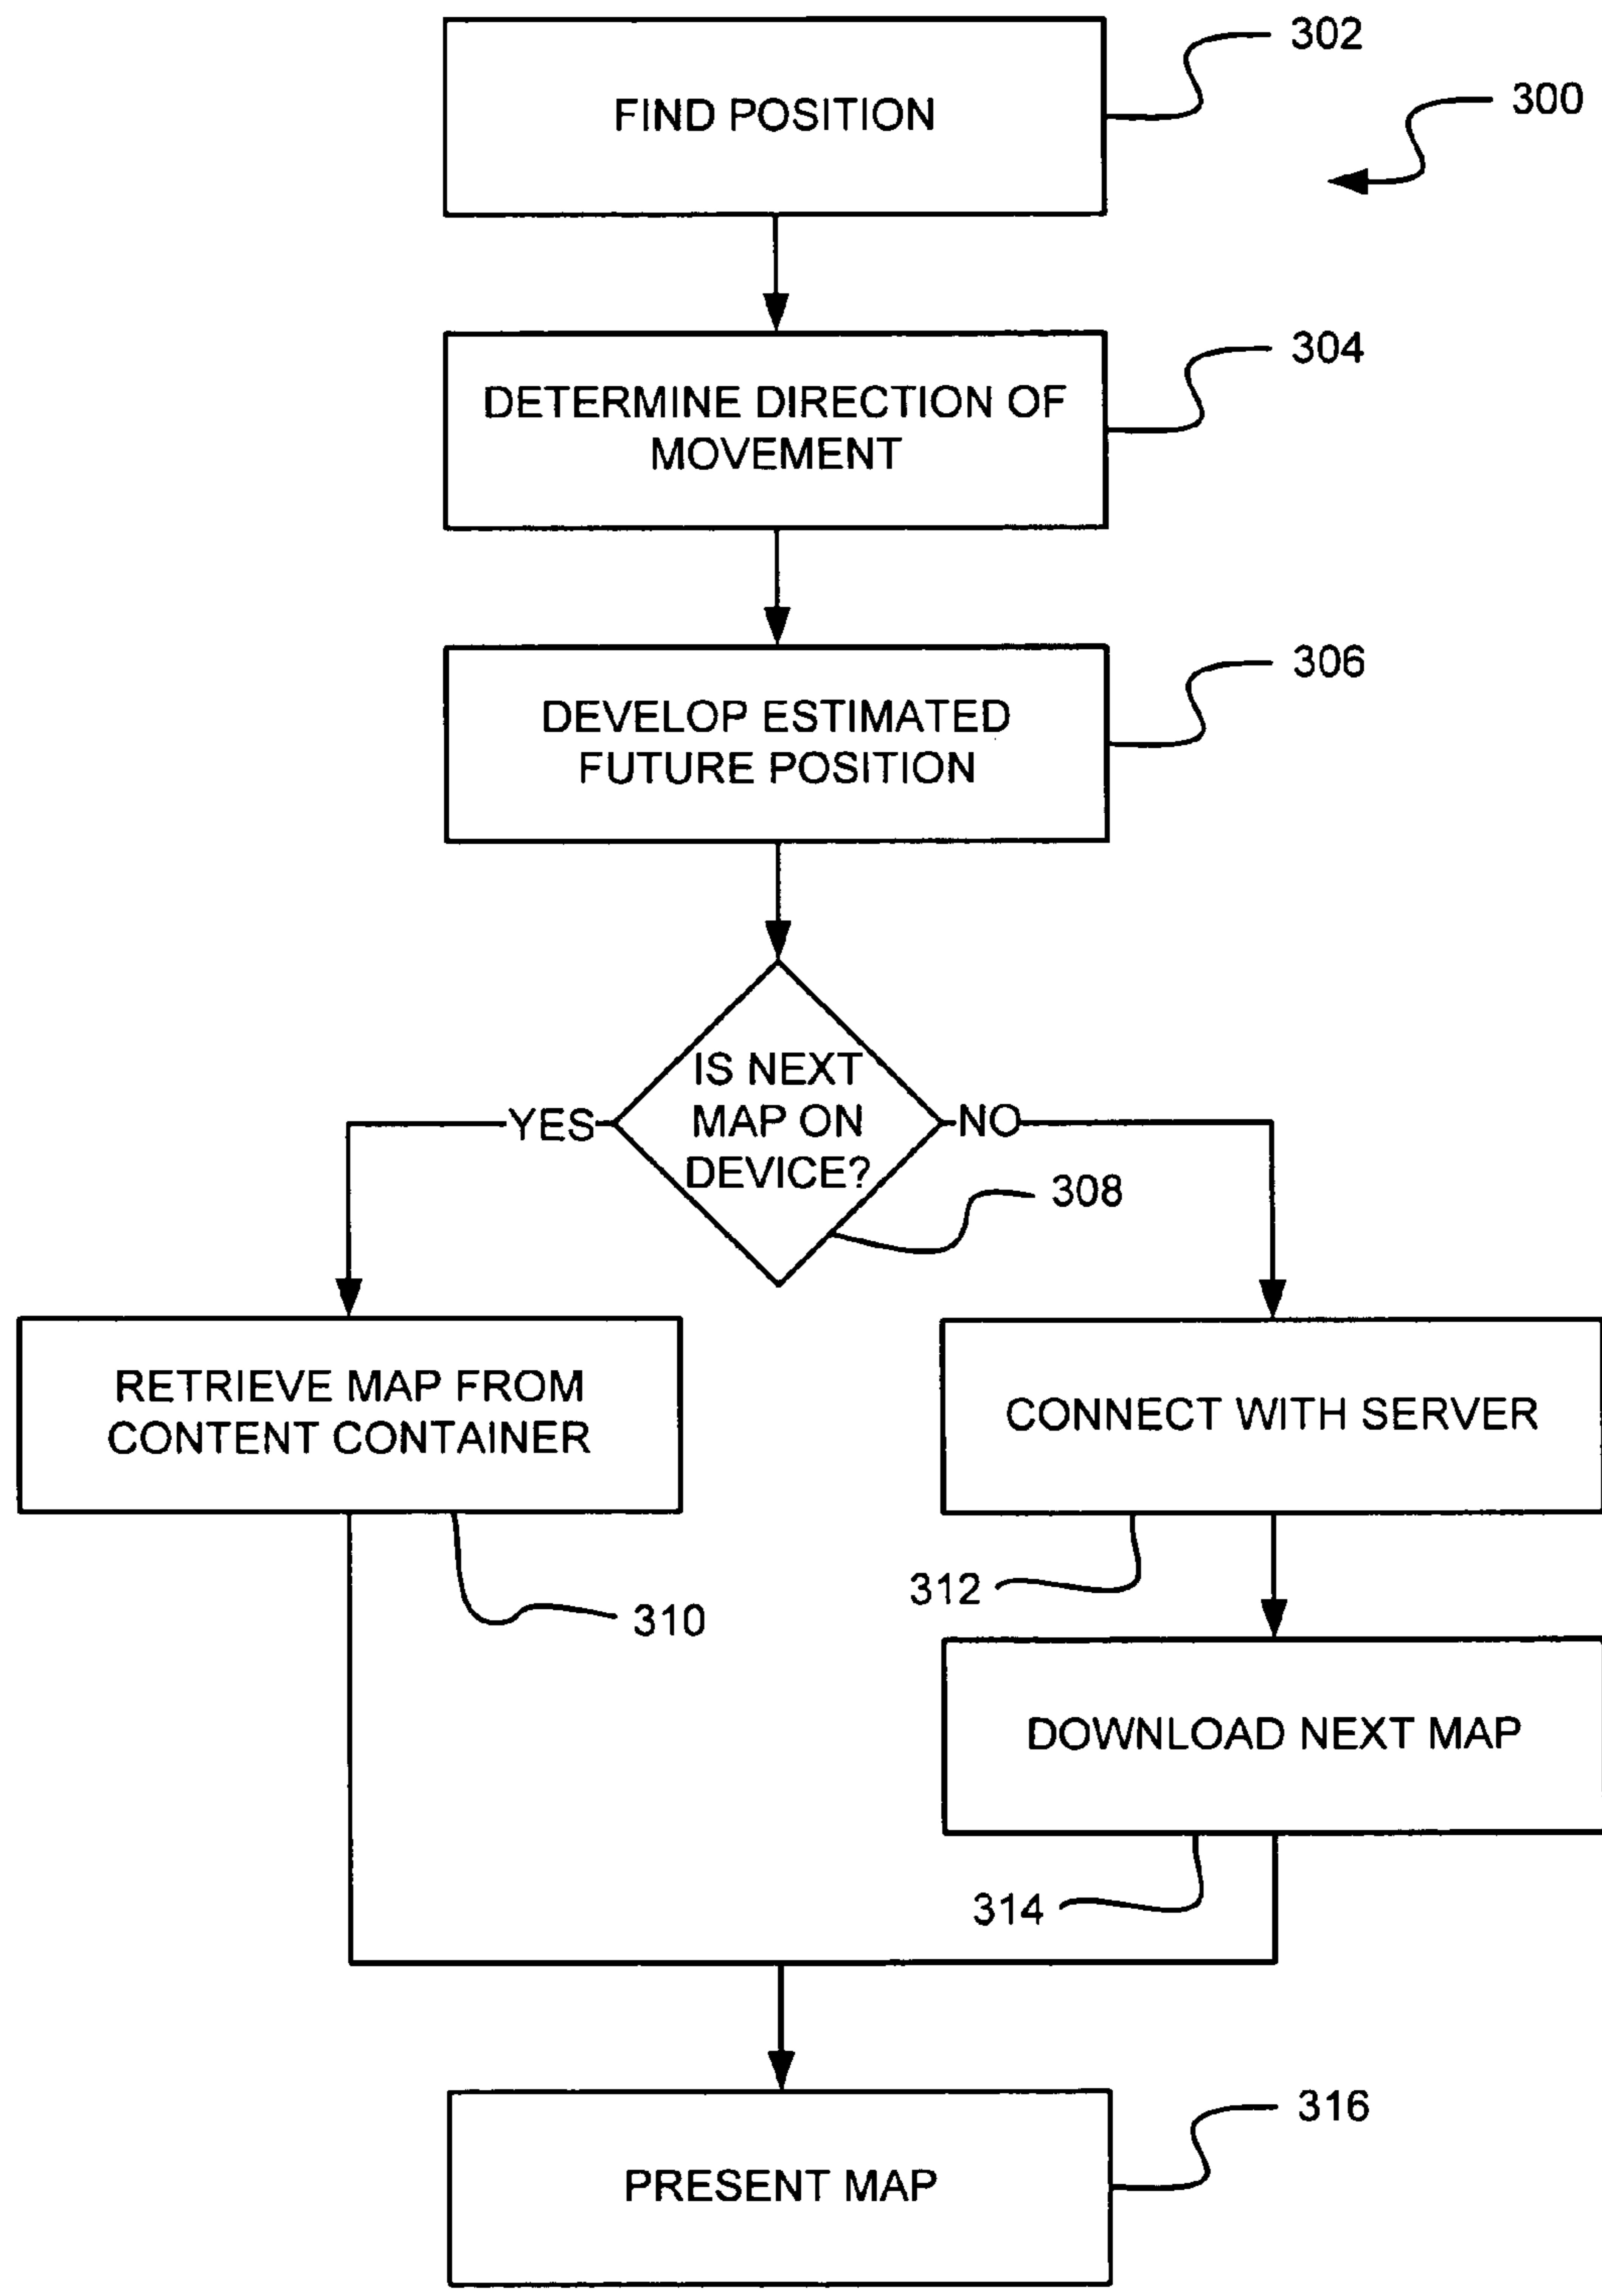 302
FIND POSITION
300
304
DETERMINE DIRECTION OF
MOVEMENT
306
DEVELOP ESTIMATED
FUTURE POSITION
IS NEXT
MAP ON
DEVICE?
YES
NO
308
RETRIEVE MAP FROM
CONTENT CONTAINER
CONNECT WITH SERVER
312
310
DOWNLOAD NEXT MAP
314
316
PRESENT MAP